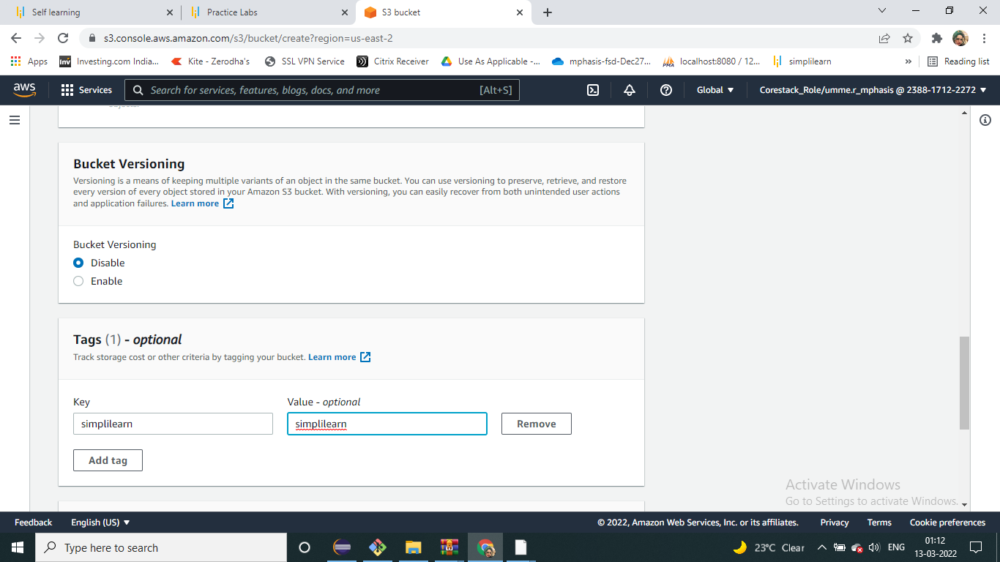 Self learning
Practice Labs
S3 bucket
s3.console.aws.amazon.com/s3/bucket/create?region=us-east-2
Apps
inv Investing.com India...
Kite - Zerodha's
SSL VPN Service
Citrix Receiver
Use As Applicable -...
mphasis-fsd-Dec27...
localhost:8080 / 12...
simplilearn
»
Reading list
aws
Services
Search for services, features, blogs, docs, and more [Alt+S]
Global
Corestack_Role/umme.r_mphasis @ 2388-1712-2272
Bucket Versioning
Versioning is a means of keeping multiple variants of an object in the same bucket. You can use versioning to preserve, retrieve, and restore
every version of every object stored in your Amazon S3 bucket. With versioning, you can easily recover from both unintended user actions
and application failures. Learn more
Bucket Versioning
Disable
Enable
Tags (1) - optional
Track storage cost or other criteria by tagging your bucket. Learn more
Key
Value - optional
simplilearn
simplilearn
Remove
Add tag
Activate Windows
Go to Settings to activate Windows.
Feedback
English (US)
© 2022, Amazon Web Services, Inc. or its affiliates.
Privacy
Terms
Cookie preferences
Type here to search
23°C Clear
ENG
01:12
13-03-2022